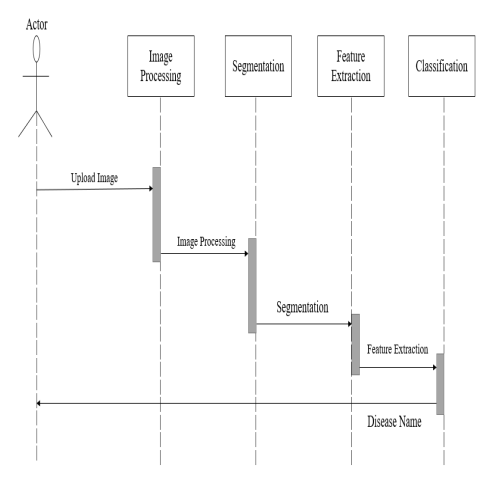 Actor
Image
Processing
Segmentation
Feature
Extraction
Classification
Upload Image
Image Processing
Segmentation
Feature Extraction
Disease Name